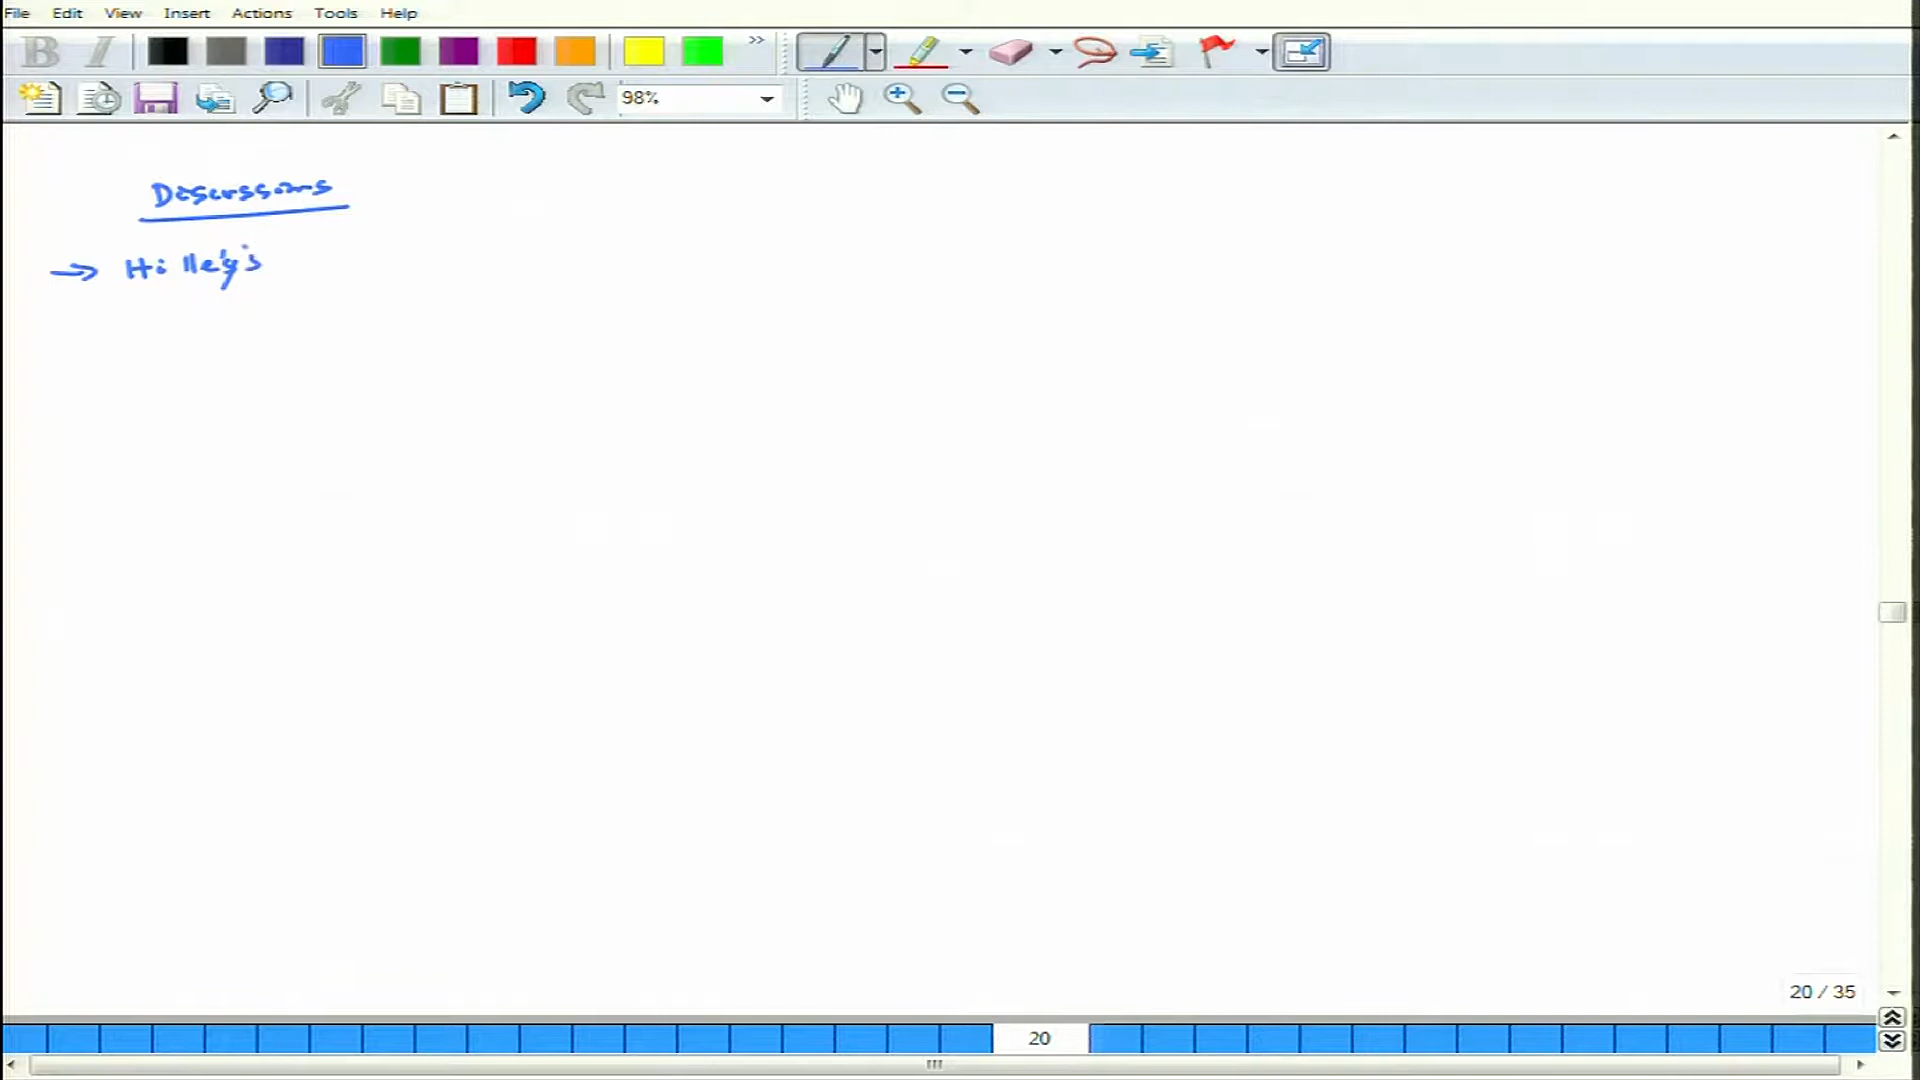 File Edit View Insert Actions Tools Help
B I
98%
Discussions
→ Hilley's
20 / 35
20